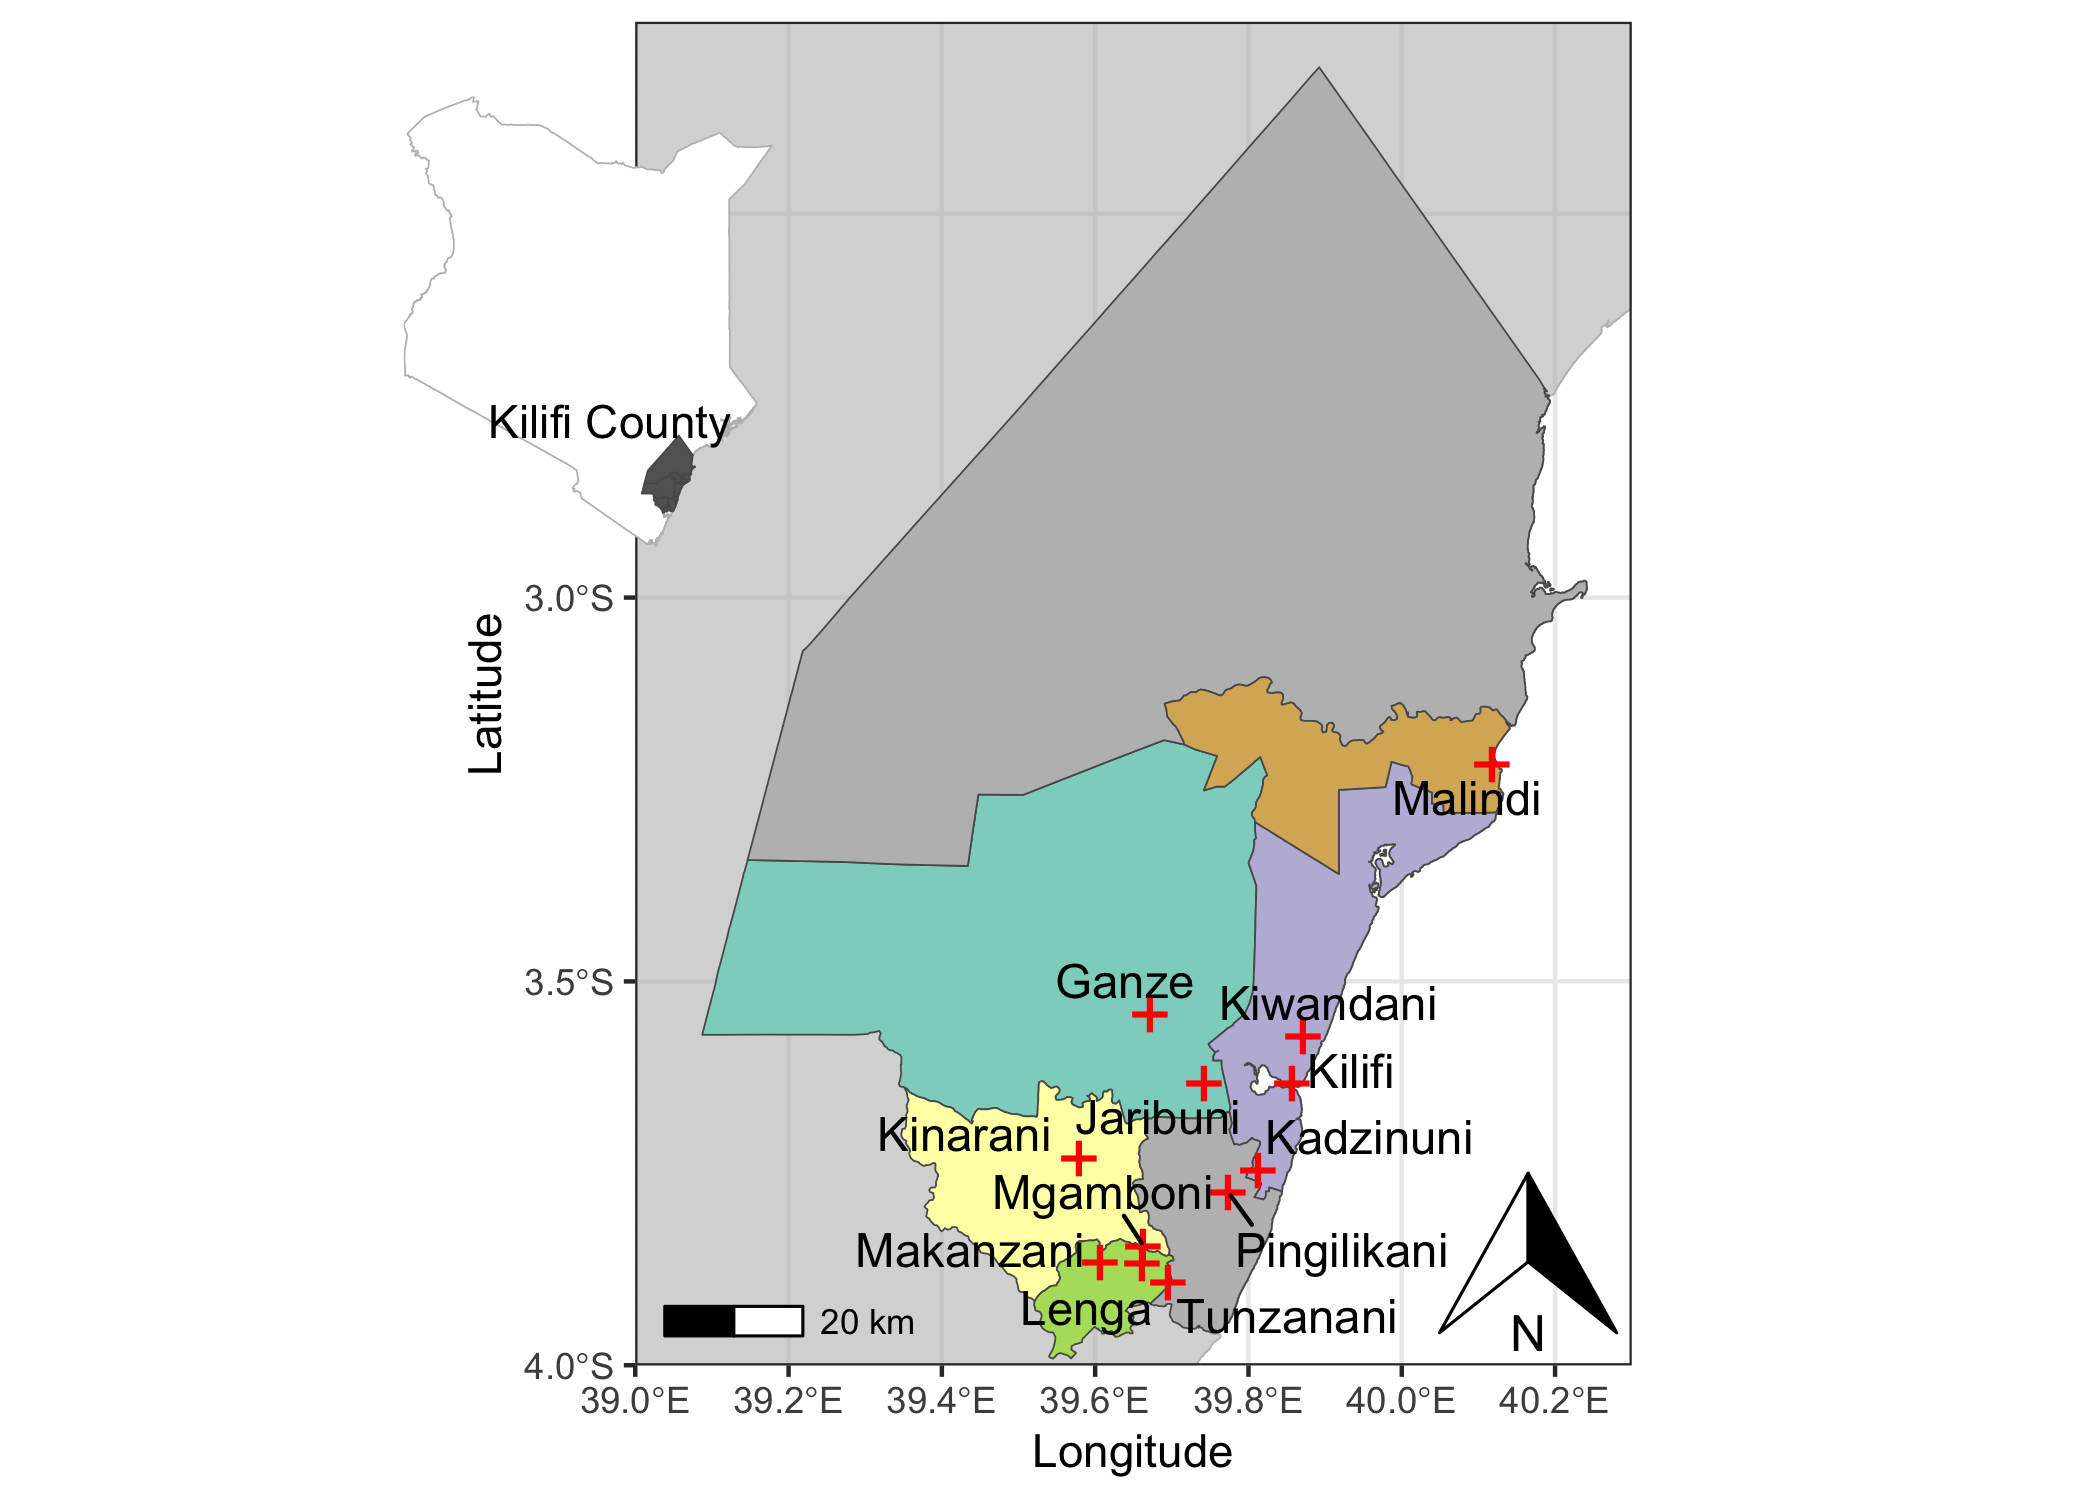 Kilifi County
Latitude
3.0°S
3.5°S
4.0°S
Malindi
Ganze
Kiwandani
Kilifi
Jaribuni
Kinarani
Kadzinuni
Mgamboni
Makanzani
Pingilikani
Lenga
Tunzanani
20 km
N
39.0°E 39.2°E 39.4°E 39.6°E 39.8°E 40.0°E 40.2°E
Longitude